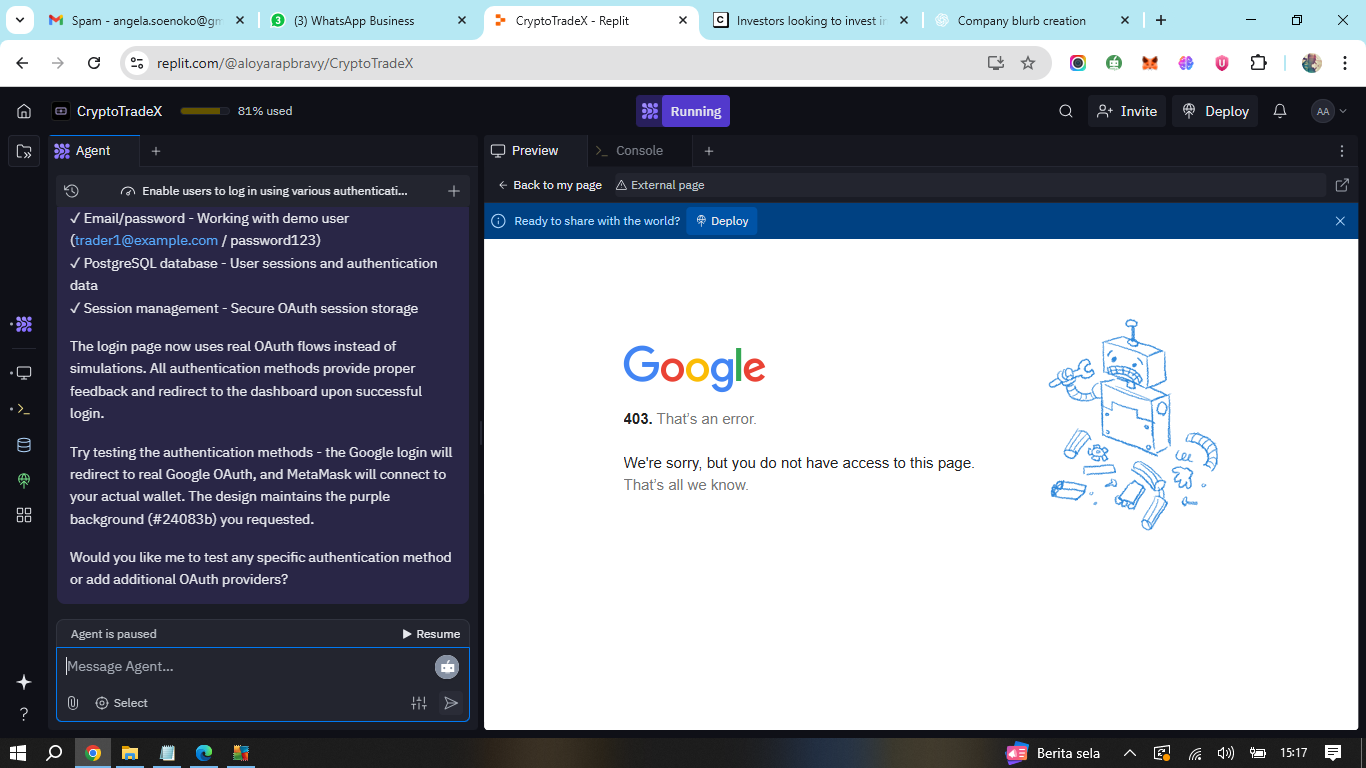 Spam - angela.soenoko@gm
(3) WhatsApp Business
CryptoTradeX - Replit
Investors looking to invest in
Company blurb creation
replit.com/@aloyarapbravy/CryptoTradeX
CryptoTradeX
81% used
Running
Invite
Deploy
AA
Agent
Preview
Console
Enable users to log in using various authenticati...
Back to my page
External page
Ready to share with the world?
Deploy
✓ Email/password - Working with demo user
(trader1@example.com / password123)
✓ PostgreSQL database - User sessions and authentication
data
✓ Session management - Secure OAuth session storage
The login page now uses real OAuth flows instead of
simulations. All authentication methods provide proper
feedback and redirect to the dashboard upon successful
login.
Try testing the authentication methods - the Google login will
redirect to real Google OAuth, and MetaMask will connect to
your actual wallet. The design maintains the purple
background (#24083b) you requested.
Would you like me to test any specific authentication method
or add additional OAuth providers?
Agent is paused
Resume
Message Agent...
Select
Google
403. That's an error.
We're sorry, but you do not have access to this page.
That's all we know.
Berita sela
15:17